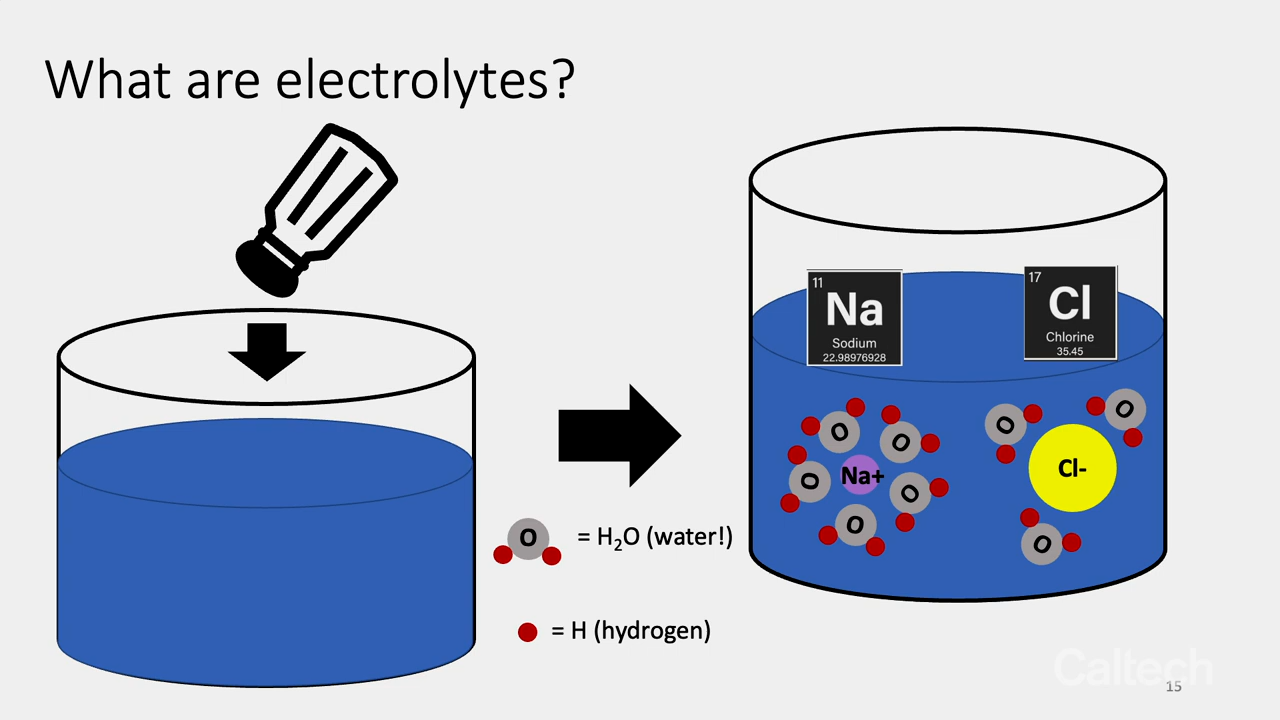 What are electrolytes?
11
Na
Sodium
22.98976928
17
Cl
Chlorine
35.45
O
O
O
O
O
Na+
O
O
O
Cl-
O = H₂O (water!)
= H (hydrogen)
Caltech
15